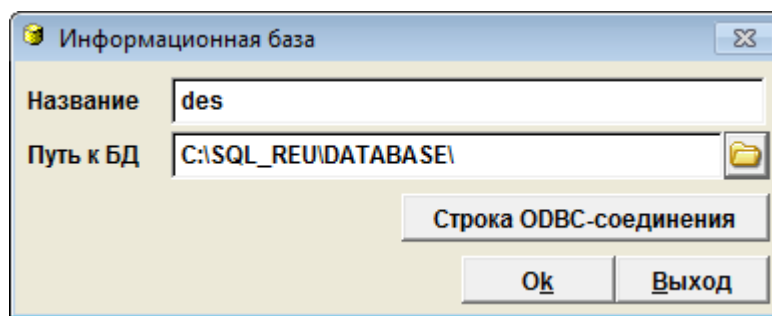 Информационная база
Название des
Путь к БД C:\SQL_REU\DATABASE\
Строка ODBC-соединения
Ok Выход